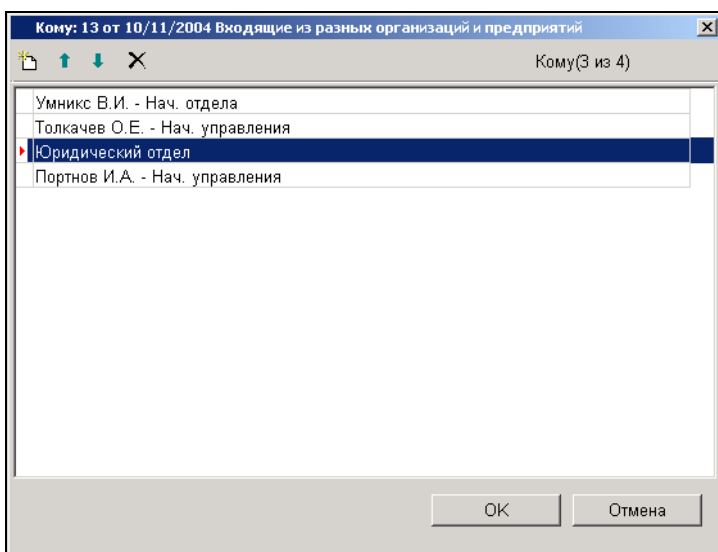 Кому: 13 от 10/11/2004 Входящие из разных организаций и предприятий
Кому(3 из 4)
Умникс В.И. - Нач. отдела
Толкачев О.Е. - Нач. управления
Юридический отдел
Портнов И.А. - Нач. управления
OK Отмена